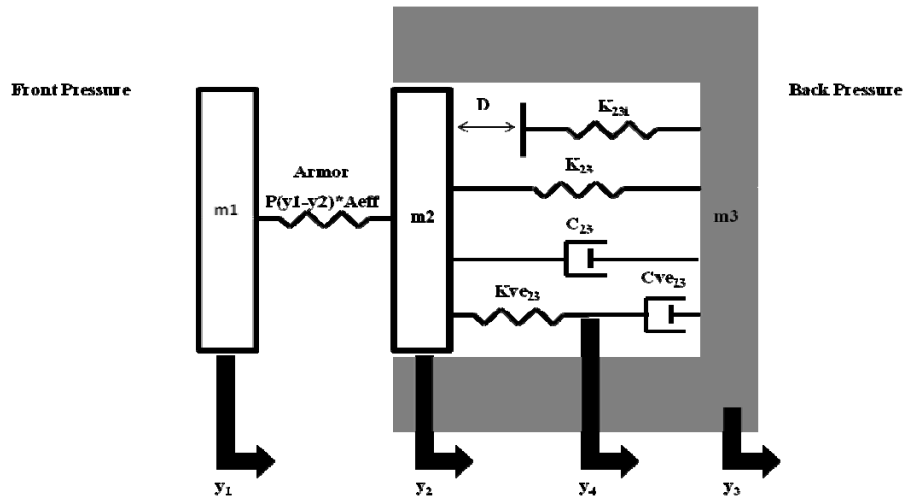 Front Pressure
Back Pressure
D
K₂₃ᵢ
Armor
P(y1-y2)*Aeff
K₂₃
m1
m2
m3
C₂₃
Kve₂₃
Cve₂₃
y₁
y₂
y₄
y₃